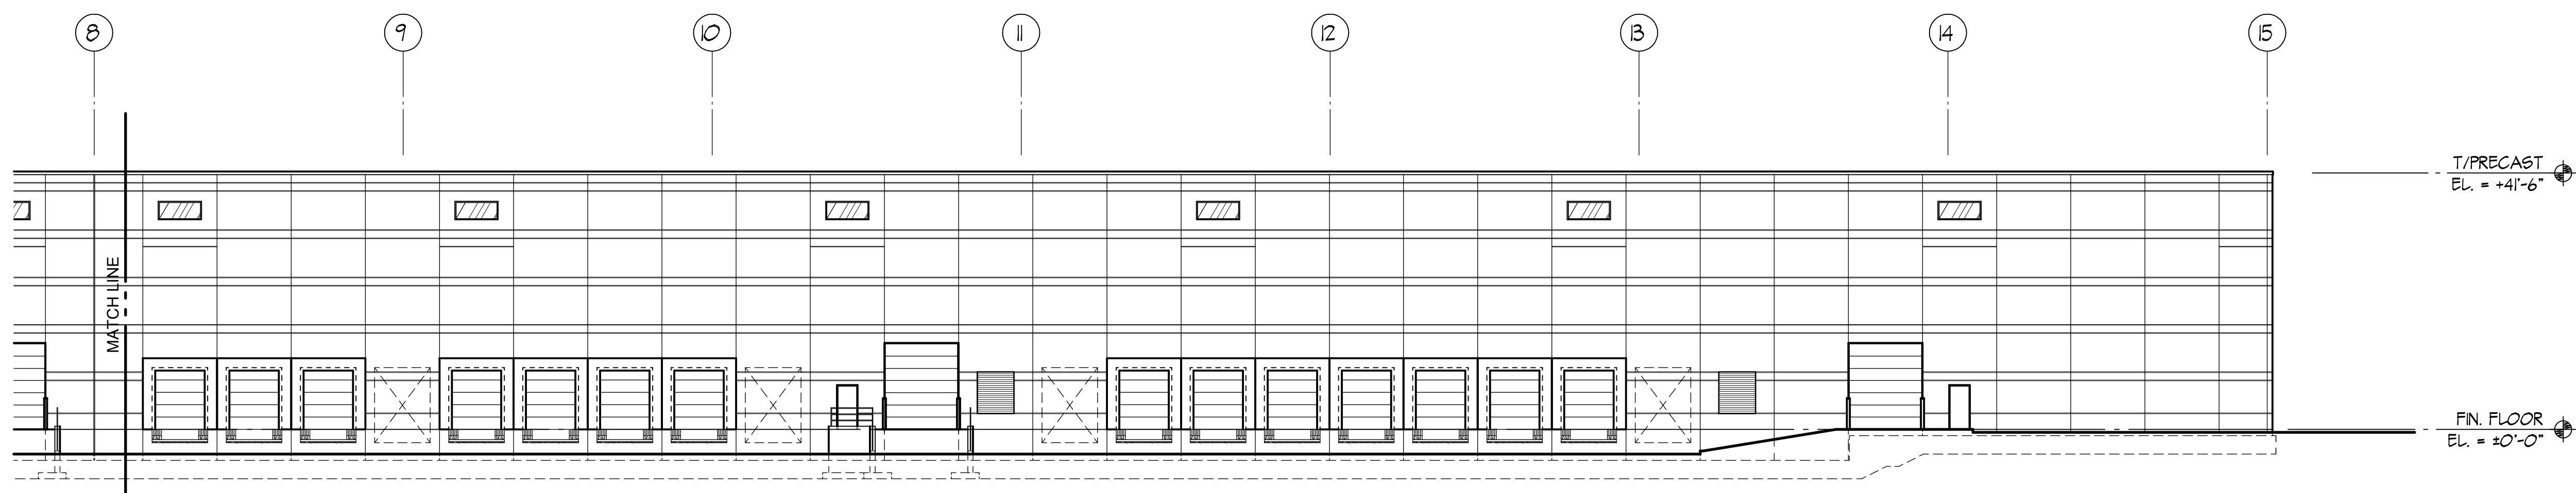 8
9
10
11
12
13
14
15
T/PRECAST
EL. = +41'-6"
MATCH LINE
FIN. FLOOR
EL. = ±0'-0"